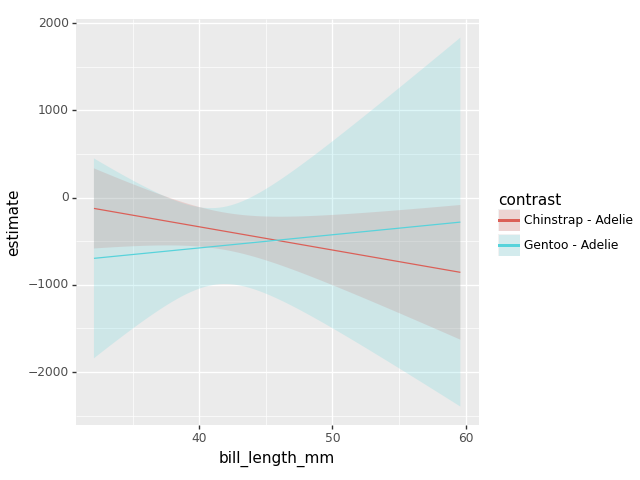 2000
1000
0
−1000
−2000
estimate
40
50
60
bill_length_mm
contrast
Chinstrap - Adelie
Gentoo - Adelie